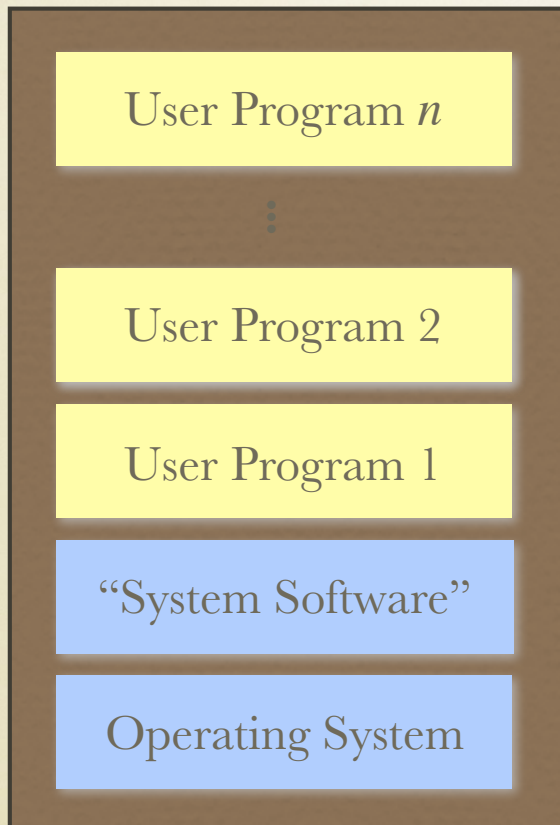 User Program n
⋮
User Program 2
User Program 1
“System Software”
Operating System